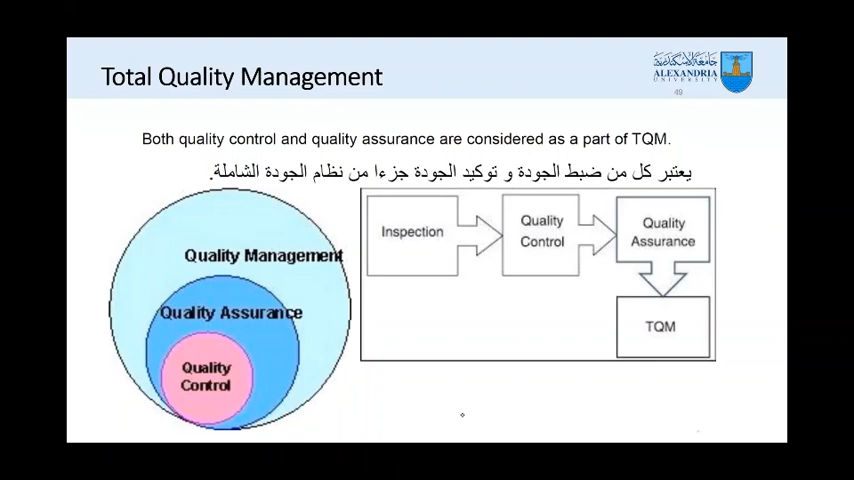 Total Quality Management
جامعة الإسكندرية
ALEXANDRIA
UNIVERSITY
49
Both quality control and quality assurance are considered as a part of TQM.
يعتبر كل من ضبط الجودة و توكيد الجودة جزءا من نظام الجودة الشاملة.
Quality Management
Quality Assurance
Quality
Control
Inspection
Quality
Control
Quality
Assurance
TQM